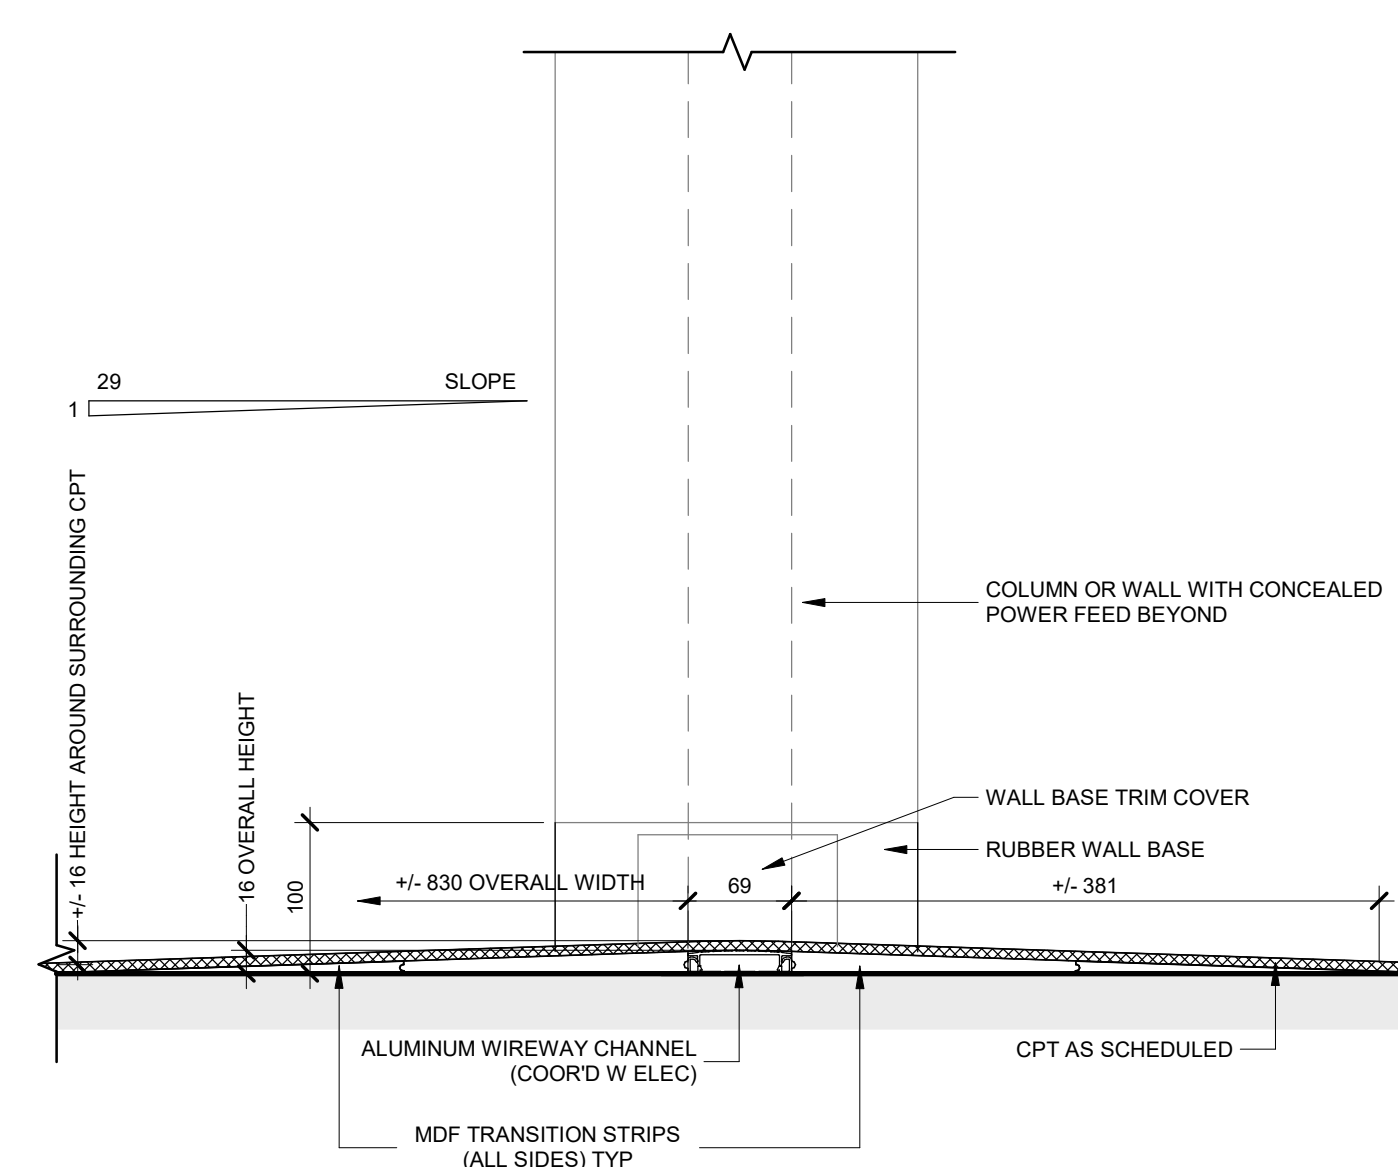 29
SLOPE
1
+/- 16 HEIGHT AROUND SURROUNDING CPT
16 OVERALL HEIGHT
100
COLUMN OR WALL WITH CONCEALED
POWER FEED BEYOND
WALL BASE TRIM COVER
RUBBER WALL BASE
+/- 830 OVERALL WIDTH
69
+/- 381
ALUMINUM WIREWAY CHANNEL
(COOR'D W ELEC)
CPT AS SCHEDULED
MDF TRANSITION STRIPS
(ALL SIDES) TYP